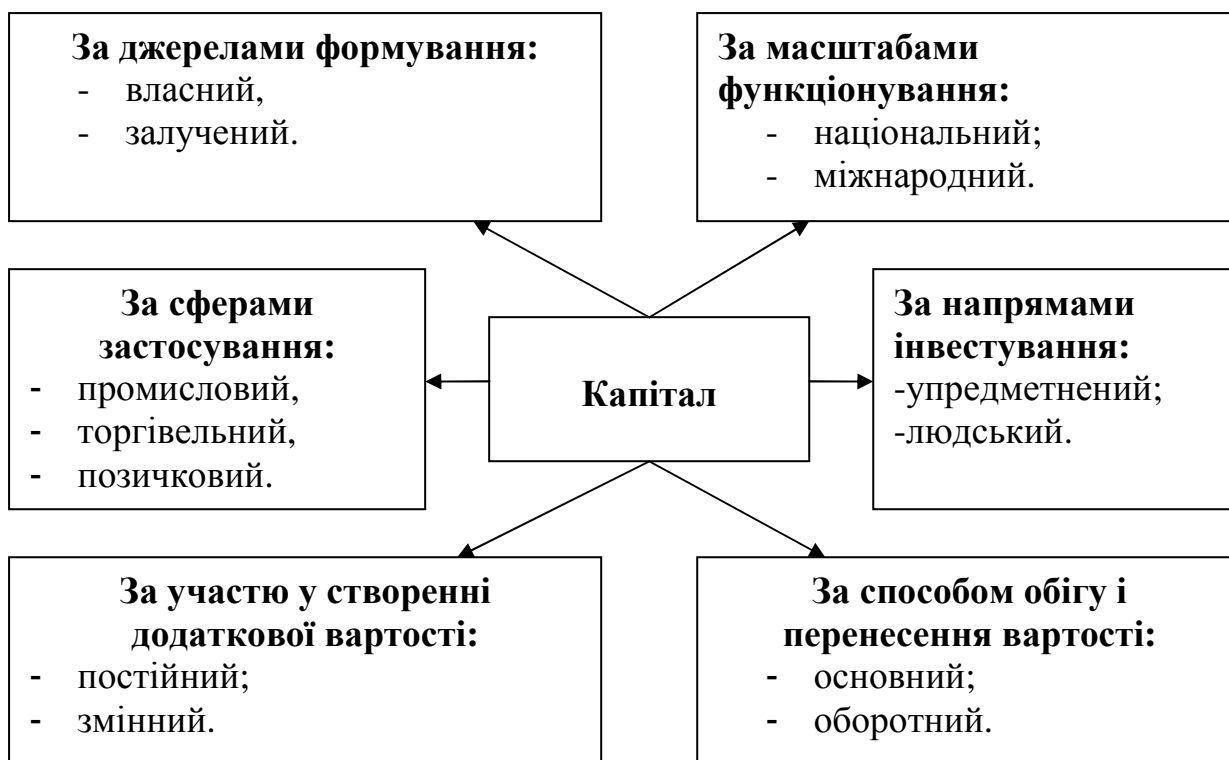 За джерелами формування:
- власний,
- залучений.
За масштабами
функціонування:
- національний;
- міжнародний.
За сферами
застосування:
- промисловий,
- торгівельний,
- позичковий.
Капітал
За напрямами
інвестування:
-упредметнений;
-людський.
За участю у створенні
додаткової вартості:
- постійний;
- змінний.
За способом обігу і
перенесення вартості:
- основний;
- оборотний.